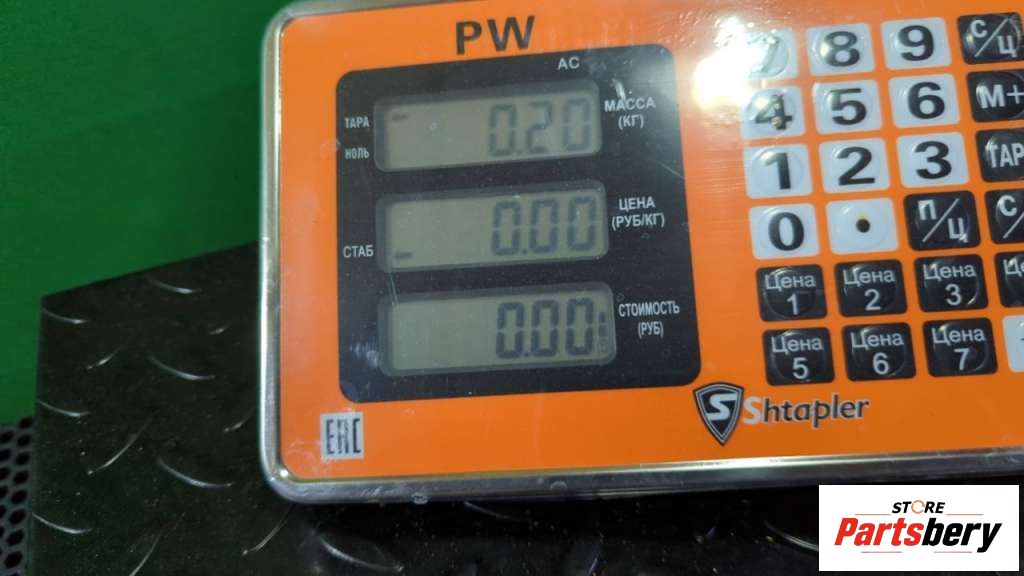 PW
AC
ТАРА
НОЛЬ
0.20
МАССА
(КГ)
СТАБ
0.00
ЦЕНА
(РУБ/КГ)
0.00
СТОИМОСТЬ
(РУБ)
7 8 9 С/Ц
4 5 6 М+
1 2 3 ТАР
0 . П/Ц С/
Цена 1 Цена 2 Цена 3
Цена 5 Цена 6 Цена 7
EAC
S Shtapler
STORE
Partsbery